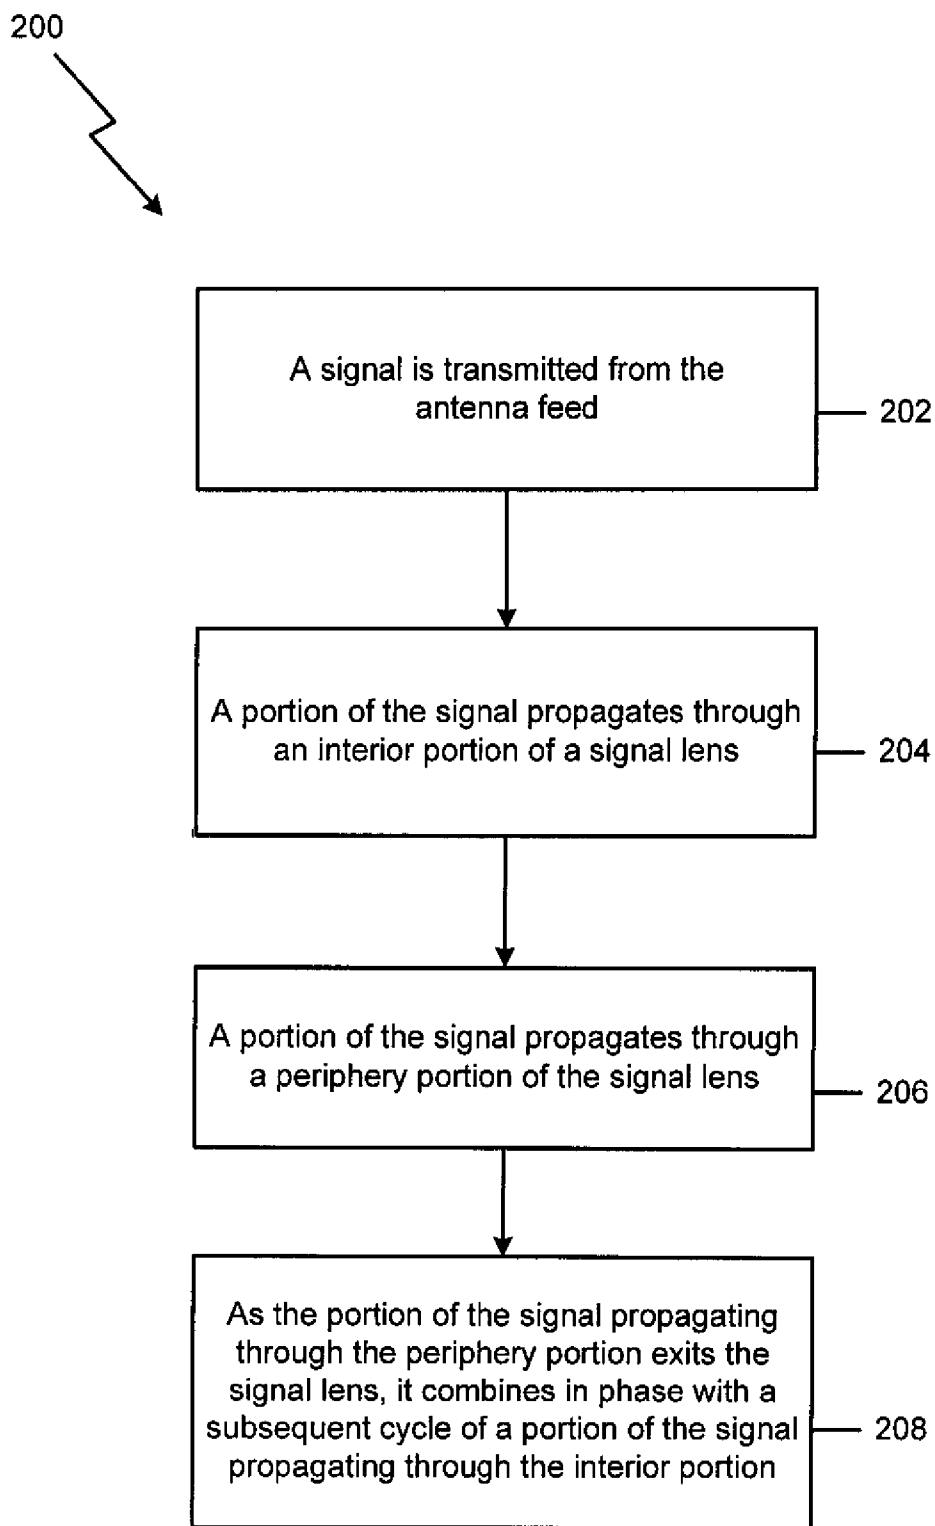 200
A signal is transmitted from the
antenna feed
202
A portion of the signal propagates through
an interior portion of a signal lens
204
A portion of the signal propagates through
a periphery portion of the signal lens
206
As the portion of the signal propagating
through the periphery portion exits the
signal lens, it combines in phase with a
subsequent cycle of a portion of the signal
propagating through the interior portion
208